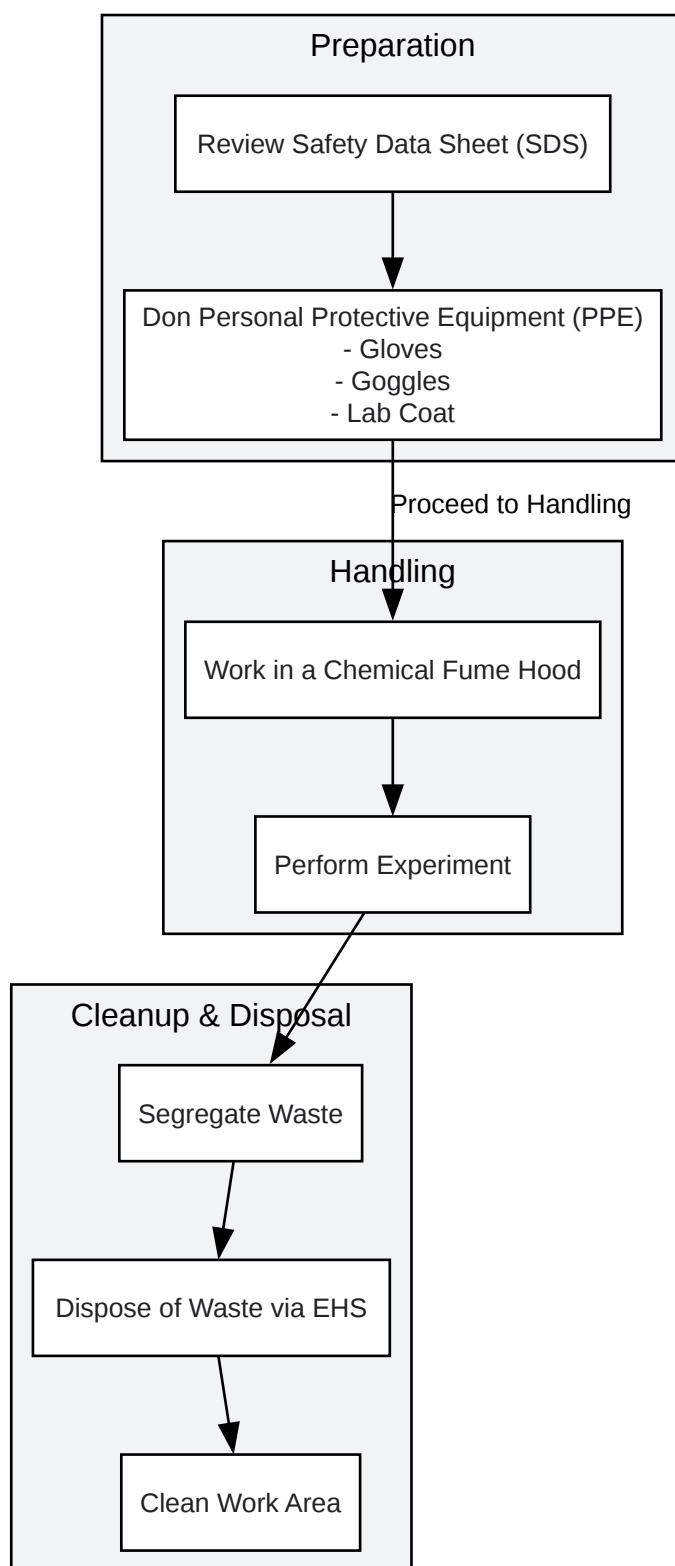 Preparation
Review Safety Data Sheet (SDS)
Don Personal Protective Equipment (PPE)
- Gloves
- Goggles
- Lab Coat
Proceed to Handling
Handling
Work in a Chemical Fume Hood
Perform Experiment
Cleanup & Disposal
Segregate Waste
Dispose of Waste via EHS
Clean Work Area